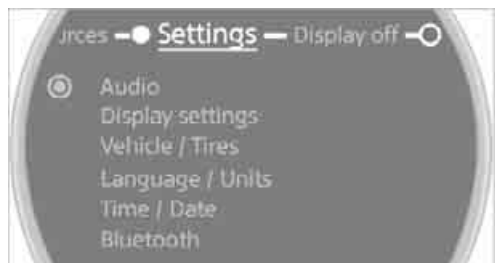 urces Settings Display off
Audio
Display settings
Vehicle / Tires
Language / Units
Time / Date
Bluetooth